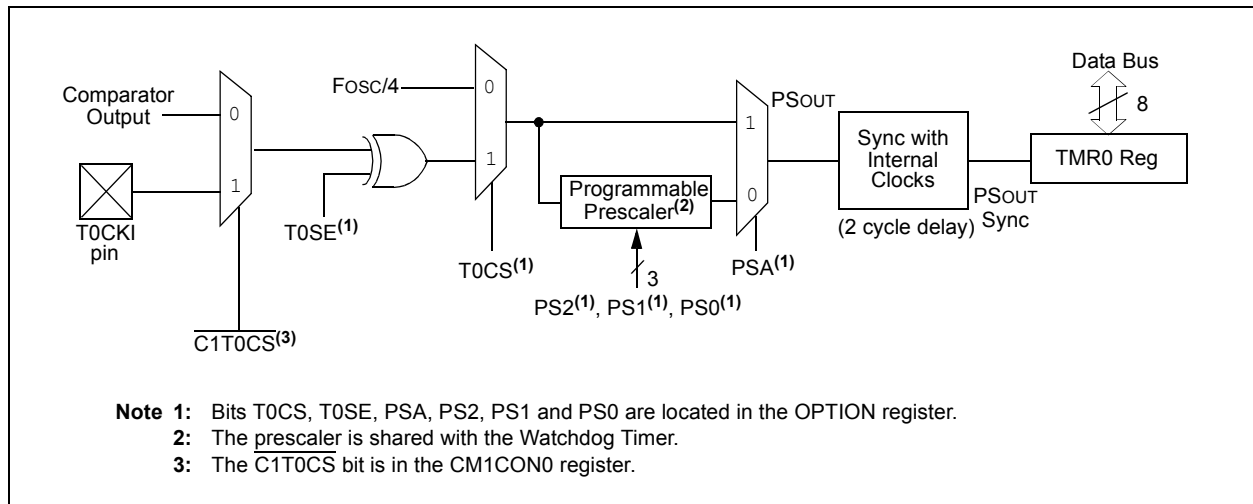 Data Bus
8
FOSC/4
0
1
Comparator
Output
0
1
T0CKI
pin
T0SE(1)
T0CS(1)
Programmable
Prescaler(2)
3
PS2(1), PS1(1), PS0(1)
PSOUT
1
0
PSA(1)
Sync with
Internal
Clocks
(2 cycle delay)
PSOUT
Sync
TMR0 Reg
C1T0CS(3)
Note 1: Bits T0CS, T0SE, PSA, PS2, PS1 and PS0 are located in the OPTION register.
2: The prescaler is shared with the Watchdog Timer.
3: The C1T0CS bit is in the CM1CON0 register.